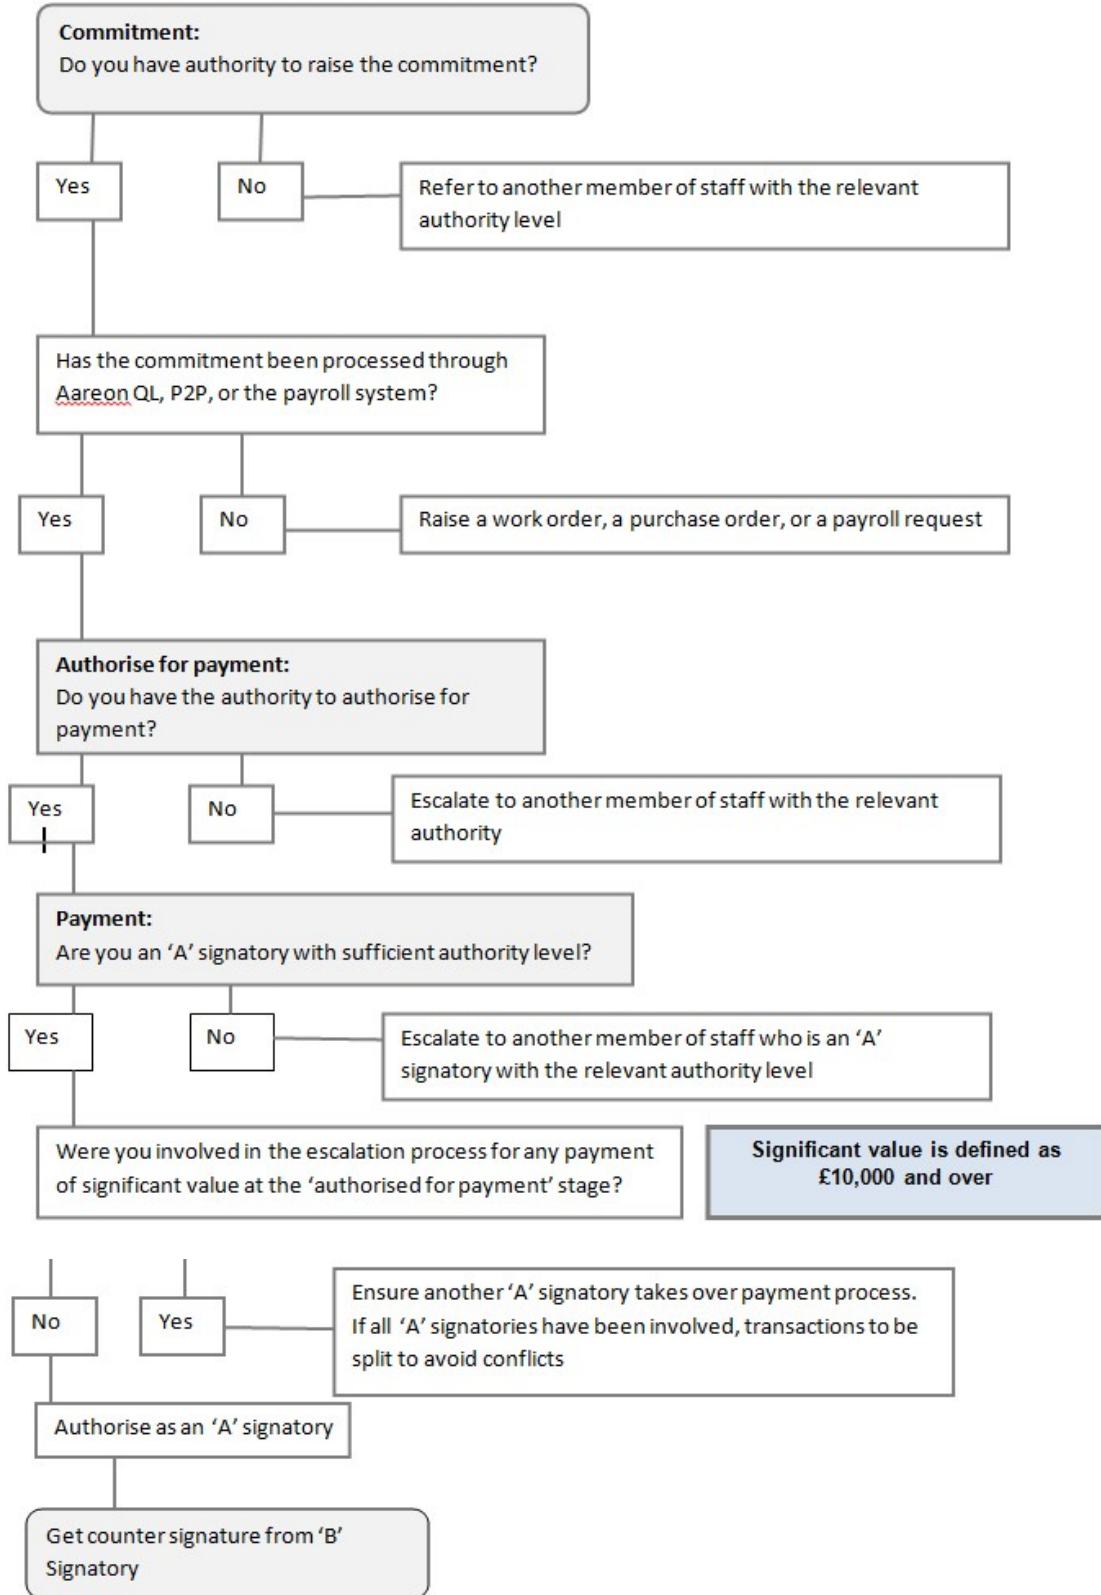 Commitment:
Do you have authority to raise the commitment?
Yes
No
Refer to another member of staff with the relevant
authority level
Has the commitment been processed through
Aareon QL, P2P, or the payroll system?
Yes
No
Raise a work order, a purchase order, or a payroll request
Authorise for payment:
Do you have the authority to authorise for
payment?
Yes
No
Escalate to another member of staff with the relevant
authority
Payment:
Are you an ‘A’ signatory with sufficient authority level?
Yes
No
Escalate to another member of staff who is an ‘A’
signatory with the relevant authority level
Were you involved in the escalation process for any payment
of significant value at the ‘authorised for payment’ stage?
Significant value is defined as
£10,000 and over
No
Yes
Ensure another ‘A’ signatory takes over payment process.
If all ‘A’ signatories have been involved, transactions to be
split to avoid conflicts
Authorise as an ‘A’ signatory
Get counter signature from ‘B’
Signatory